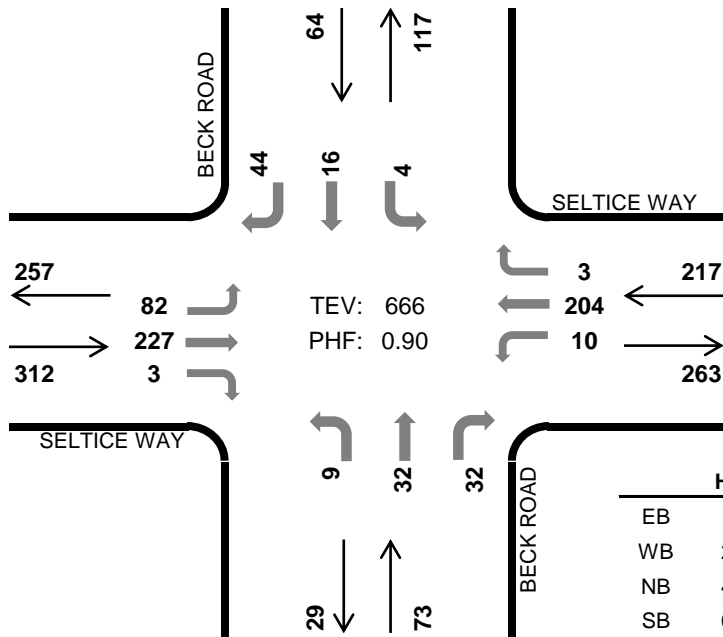 64
117
BECK ROAD
44
16
4
SELTICE WAY
257
82
TEV: 666
3
217
227
PHF: 0.90
204
312
3
10
263
SELTICE WAY
9
32
32
BECK ROAD
EB
WB
NB
SB
29
73